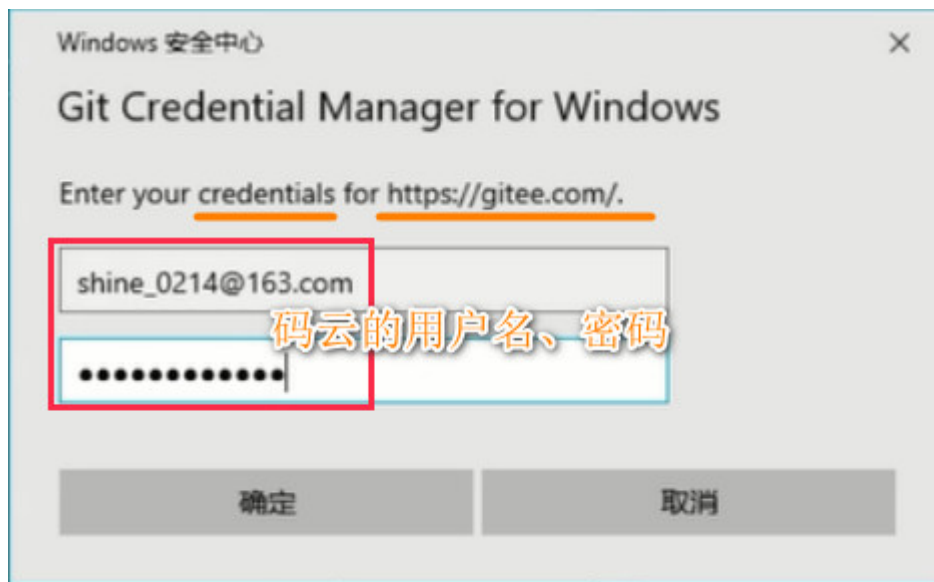 Windows 安全中心
Git Credential Manager for Windows
Enter your credentials for https://gitee.com/.
shine_0214@163.com
码云的用户名、密码
●●●●●●●●●●●●
确定
取消